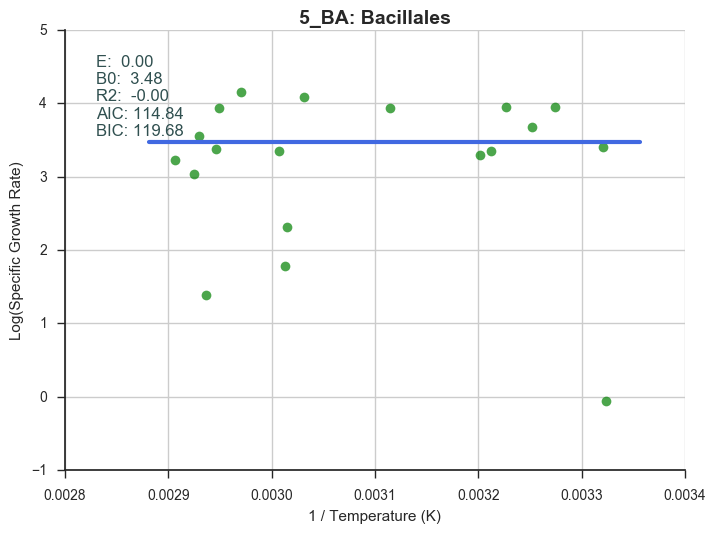 5_BA: Bacillales
E:  0.00
B0:  3.48
R2:  -0.00
AIC: 114.84
BIC: 119.68
Log(Specific Growth Rate)
5
4
3
2
1
0
−1
0.0028 0.0029 0.0030 0.0031 0.0032 0.0033 0.0034
1 / Temperature (K)